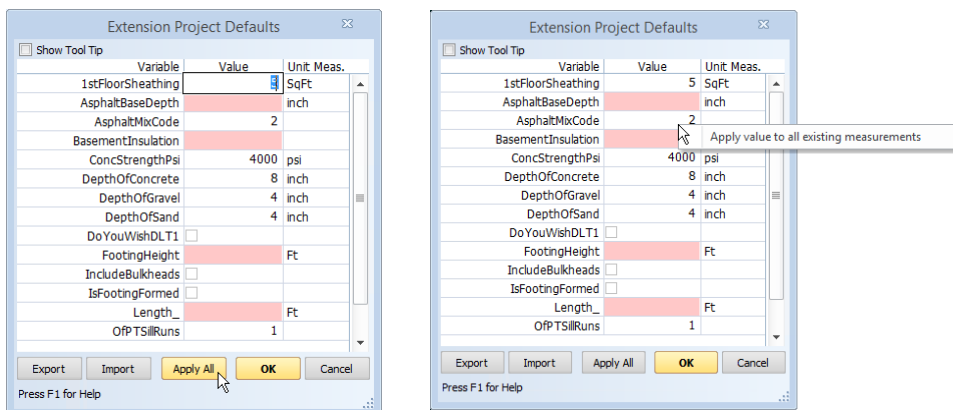 Extension Project Defaults
Show Tool Tip
Variable Value Unit Meas.
1stFloorSheathing 5 SqFt
AsphaltBaseDepth inch
AsphaltMixCode 2
BasementInsulation
ConcStrengthPsi 4000 psi
DepthOfConcrete 8 inch
DepthOfGravel 4 inch
DepthOfSand 4 inch
DoYouWishDLT1
FootingHeight Ft
IncludeBulkheads
IsFootingFormed
Length_ Ft
OfPTSillRuns 1
Export Import Apply All OK Cancel
Press F1 for Help
Extension Project Defaults
Show Tool Tip
Variable Value Unit Meas.
1stFloorSheathing 5 SqFt
AsphaltBaseDepth inch
AsphaltMixCode 2
Apply value to all existing measurements
BasementInsulation
ConcStrengthPsi 4000 psi
DepthOfConcrete 8 inch
DepthOfGravel 4 inch
DepthOfSand 4 inch
DoYouWishDLT1
FootingHeight Ft
IncludeBulkheads
IsFootingFormed
Length_ Ft
OfPTSillRuns 1
Export Import Apply All OK Cancel
Press F1 for Help